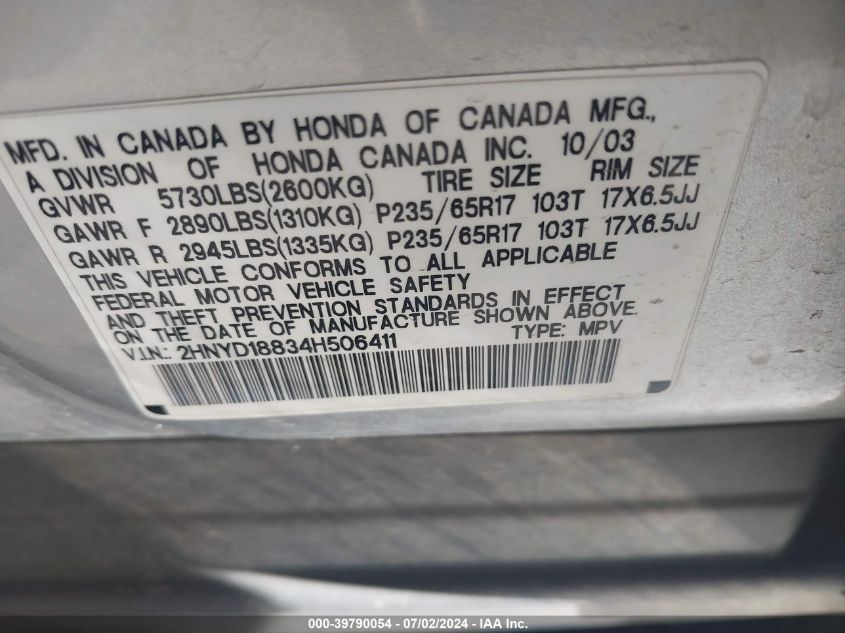 MFD. IN CANADA BY HONDA OF CANADA MFG.,
A DIVISION OF HONDA CANADA INC. 10/03
GVWR 5730LBS(2600KG) TIRE SIZE RIM SIZE
GAWR F 2890LBS(1310KG) P235/65R17 103T 17X6.5JJ
GAWR R 2945LBS(1335KG) P235/65R17 103T 17X6.5JJ
THIS VEHICLE CONFORMS TO ALL APPLICABLE
FEDERAL MOTOR VEHICLE SAFETY
AND THEFT PREVENTION STANDARDS IN EFFECT
ON THE DATE OF MANUFACTURE SHOWN ABOVE.
V.I.N.: 2HNYD18834H506411 TYPE: MPV
000-39790054 - 07/02/2024 - IAA Inc.